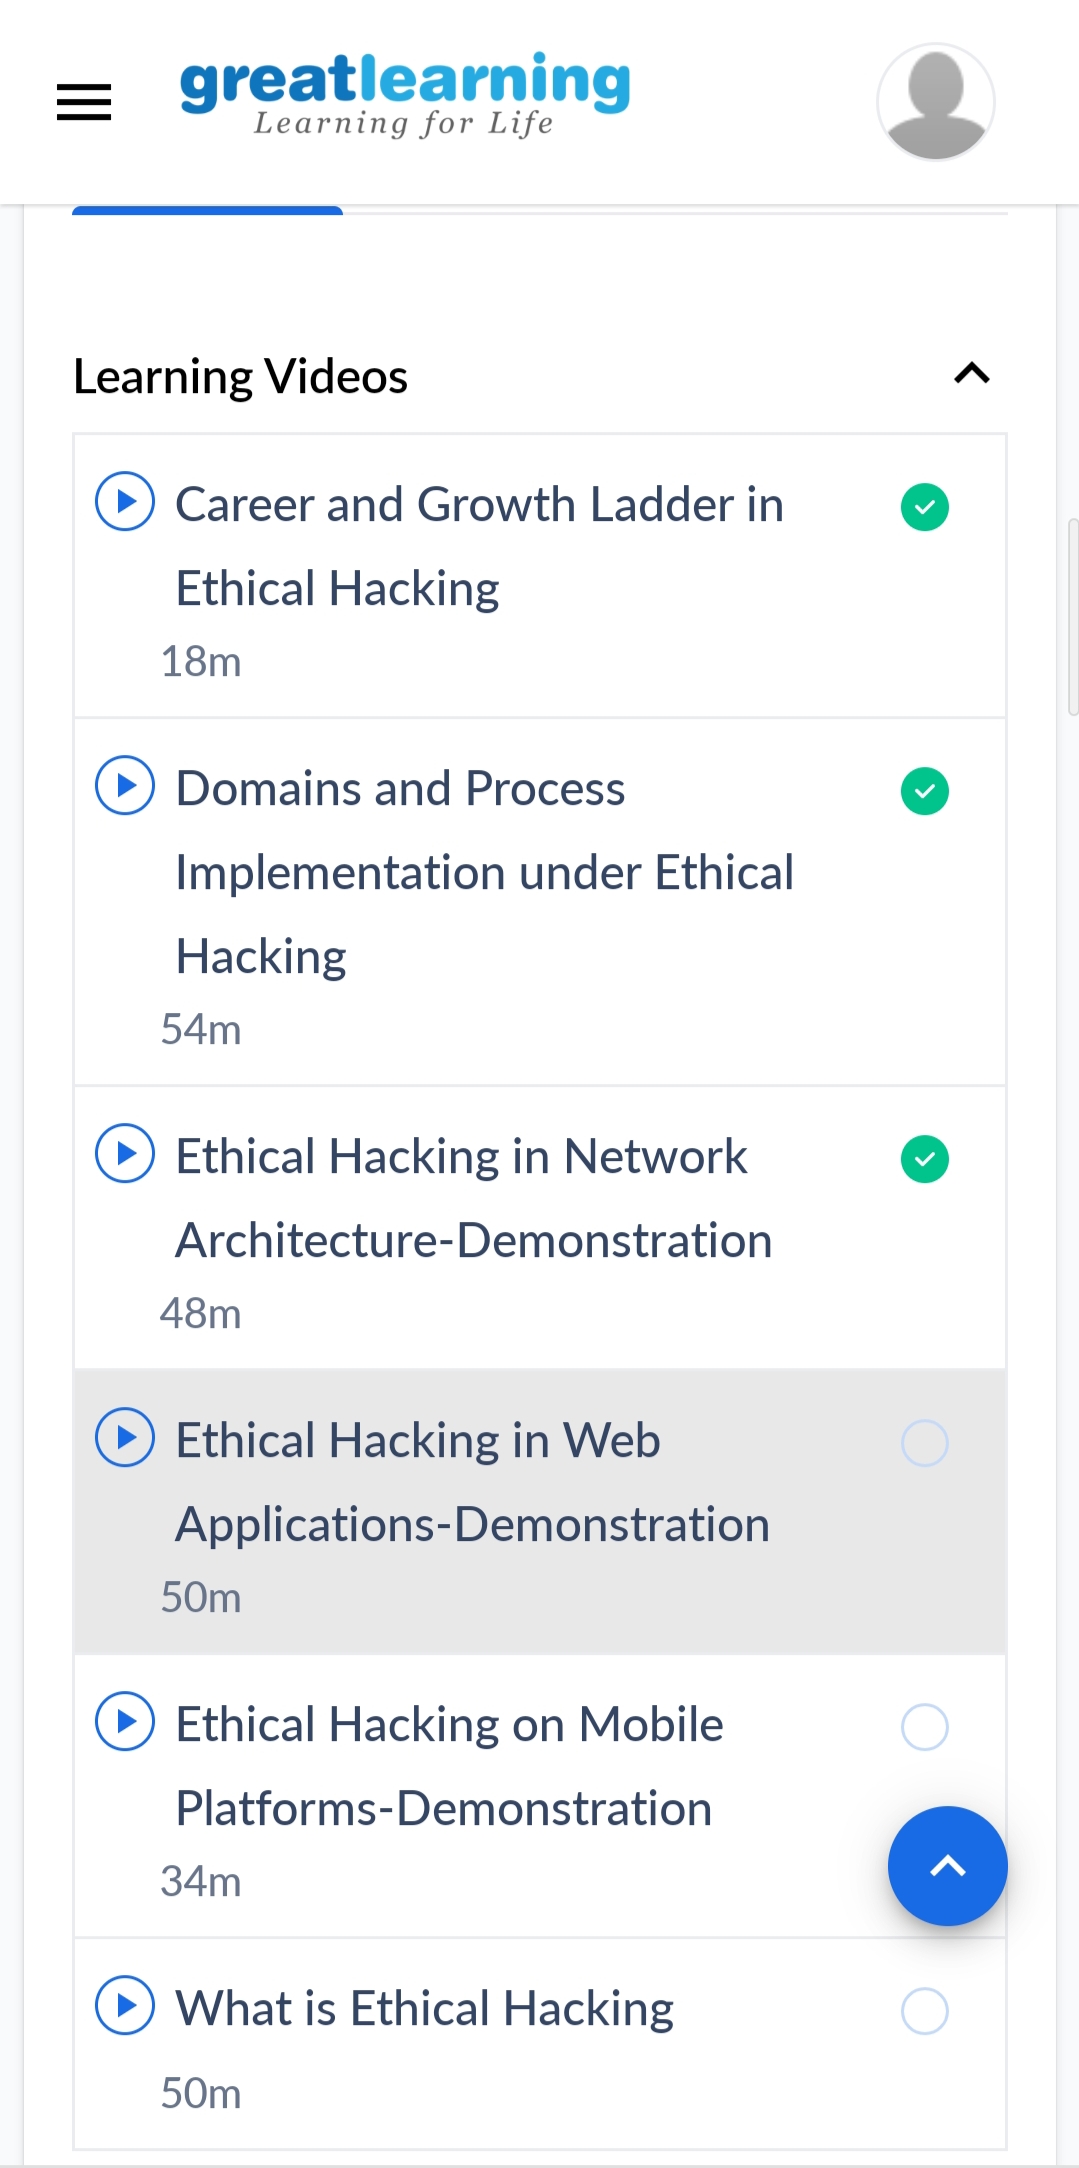 greatlearning
Learning for Life
Learning Videos
Career and Growth Ladder in
Ethical Hacking
18m
Domains and Process
Implementation under Ethical
Hacking
54m
Ethical Hacking in Network
Architecture-Demonstration
48m
Ethical Hacking in Web
Applications-Demonstration
50m
Ethical Hacking on Mobile
Platforms-Demonstration
34m
What is Ethical Hacking
50m